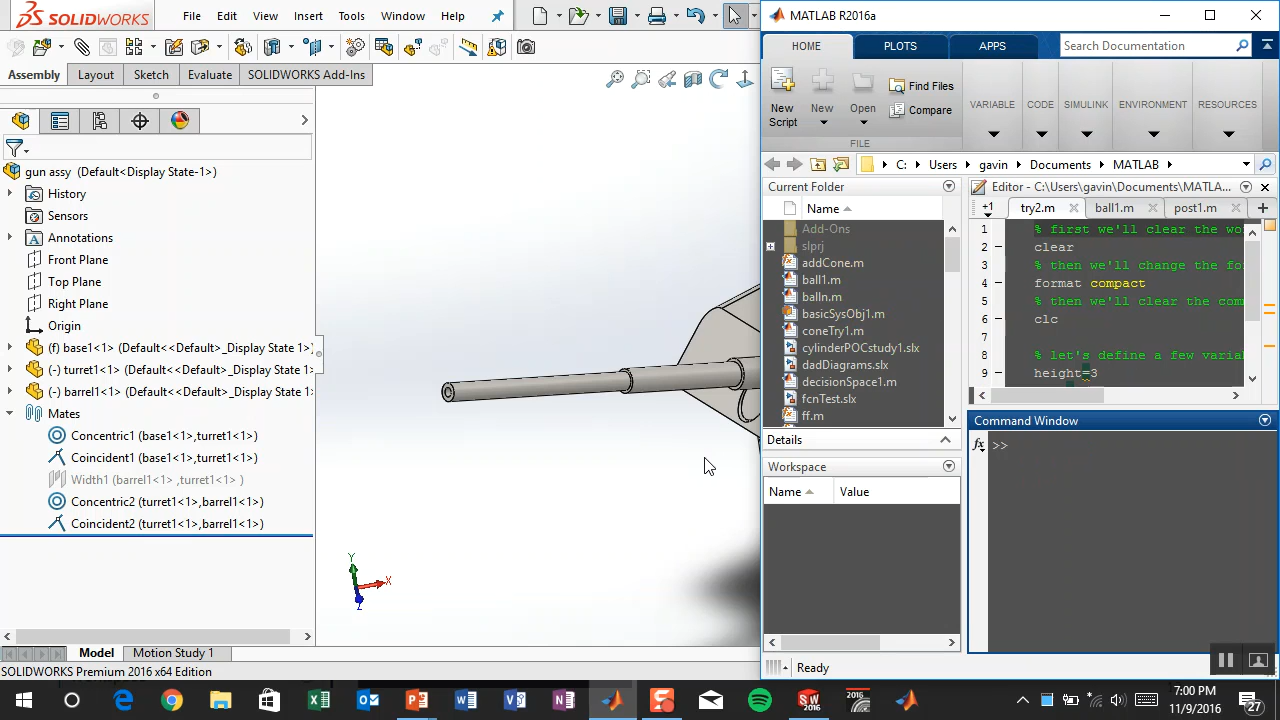 SOLIDWORKS
File Edit View Insert Tools Window Help
Assembly Layout Sketch Evaluate SOLIDWORKS Add-Ins
gun assy (Default<Display State-1>)
History
Sensors
Annotations
Front Plane
Top Plane
Right Plane
Origin
(f) base1<1> (Default<<Default>_Display State 1>)
(-) turret1<1> (Default<<Default>_Display State 1>)
(-) barrel1<1> (Default<<Default>_Display State 1>)
Mates
Concentric1 (base1<1>,turret1<1>)
Coincident1 (base1<1>,turret1<1>)
Width1 (barrel1<1> ,turret1<1> )
Concentric2 (turret1<1>,barrel1<1>)
Coincident2 (turret1<1>,barrel1<1>)
Y
X
Z
Model Motion Study 1
SOLIDWORKS Premium 2016 x64 Edition
MATLAB R2016a
HOME PLOTS APPS Search Documentation
New Script
New
Open
Find Files
Compare
FILE
VARIABLE CODE SIMULINK ENVIRONMENT RESOURCES
C: Users gavin Documents MATLAB
Current Folder
Name
Add-Ons
slprj
addCone.m
ball1.m
balln.m
basicSysObj1.m
coneTry1.m
cylinderPOCstudy1.slx
dadDiagrams.slx
decisionSpace1.m
fcnTest.slx
ff.m
Details
Workspace
Name Value
Editor - C:\Users\gavin\Documents\MATLA...
+1 try2.m ball1.m post1.m
1 % first we'll clear the wo
2 clear
3 % then we'll change the fo
4 format compact
5 % then we'll clear the com
6 clc
7
8 % let's define a few varia
9 height=3
Command Window
fx >>
Ready
7:00 PM
11/9/2016
27